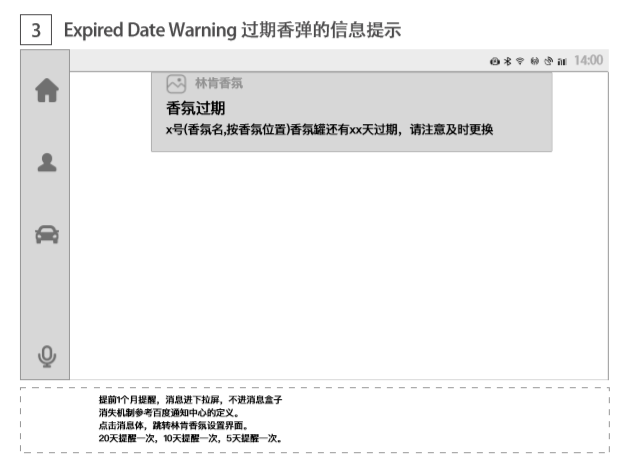 3 Expired Date Warning 过期香弹的信息提示
14:00
林肯香氛
香氛过期
x号(香氛名,按香氛位置)香氛罐还有xx天过期，请注意及时更换
提前1个月提醒，消息进下拉屏，不进消息盒子
消失机制参考百度通知中心的定义。
点击消息体，跳转林肯香氛设置界面。
20天提醒一次，10天提醒一次，5天提醒一次。